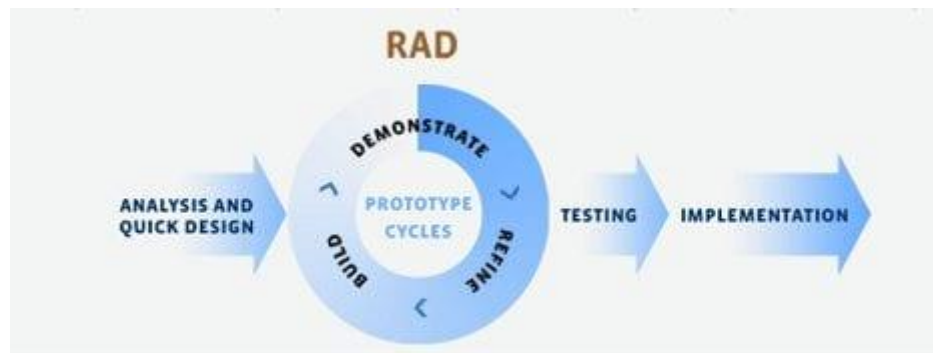 RAD
ANALYSIS AND
QUICK DESIGN
DEMONSTRATE
PROTOTYPE
CYCLES
REFINE
BUILD
TESTING
IMPLEMENTATION